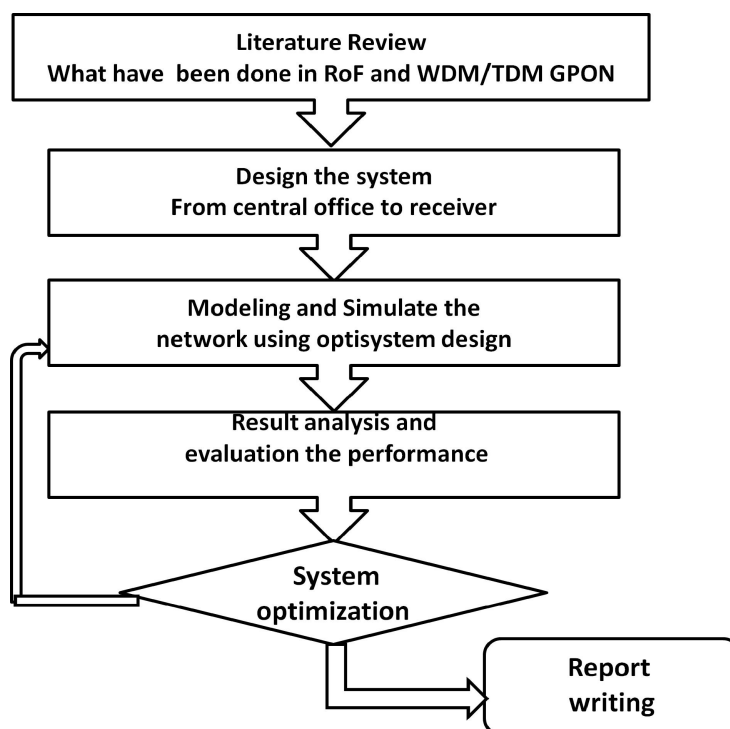 Literature Review
What have been done in RoF and WDM/TDM GPON
Design the system
From central office to receiver
Modeling and Simulate the
network using optisystem design
Result analysis and
evaluation the performance
System
optimization
Report
writing